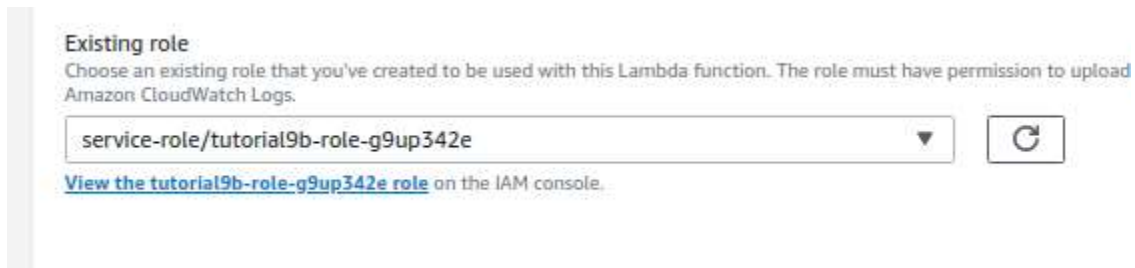 Existing role
Choose an existing role that you've created to be used with this Lambda function. The role must have permission to upload
Amazon CloudWatch Logs.
service-role/tutorial9b-role-g9up342e
View the tutorial9b-role-g9up342e role on the IAM console.